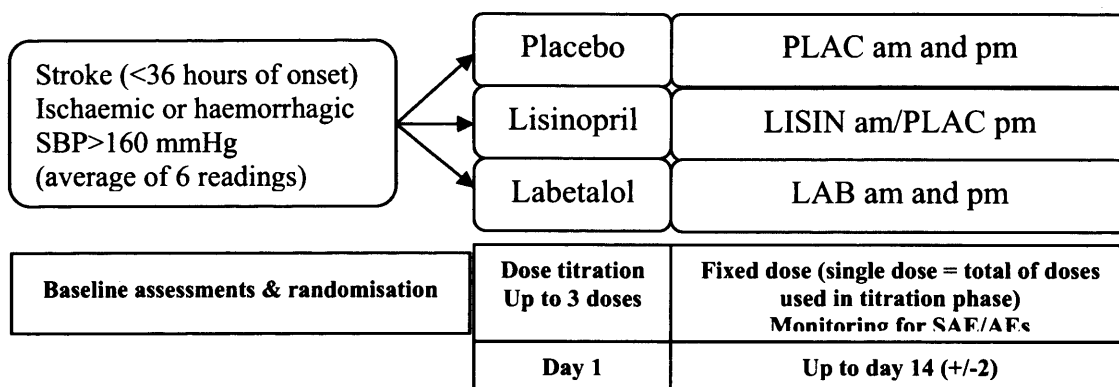 Stroke (<36 hours of onset)
Ischaemic or haemorrhagic
SBP>160 mmHg
(average of 6 readings)
Placebo
PLAC am and pm
Lisinopril
LISIN am/PLAC pm
Labetalol
LAB am and pm
Baseline assessments & randomisation
Dose titration
Up to 3 doses
Fixed dose (single dose = total of doses
used in titration phase)
Monitoring for SAE/AEs
Day 1
Up to day 14 (+/-2)